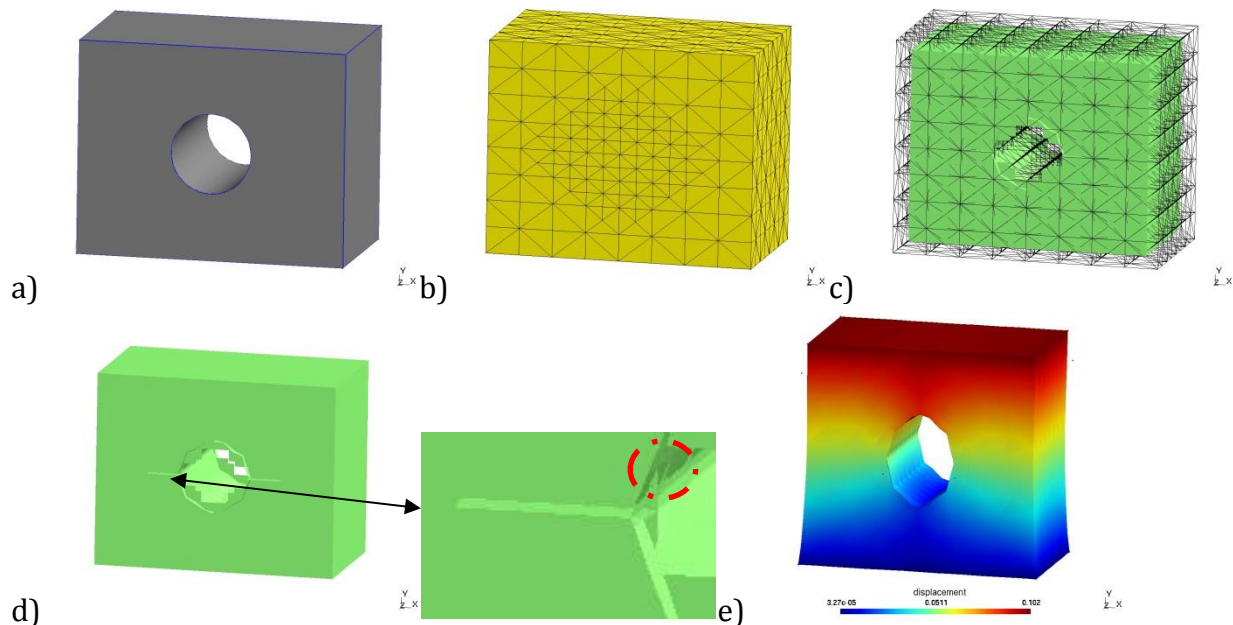 a)
Y
Z X
b)
Y
Z X
c)
Y
Z X
d)
Y
Z X
e)
displacement
3.27e-05 0.0511 0.102
Y
Z X